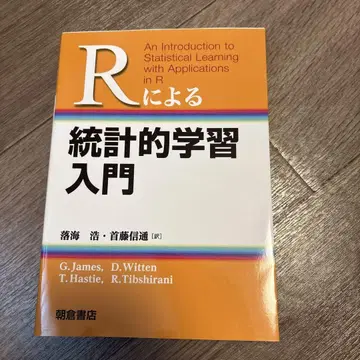 An Introduction to
Statistical Learning
with Applications
in R
Rによる
統計的学習
入門
落海 浩・首藤信通[訳]
G.James, D.Witten
T.Hastie, R.Tibshirani
朝倉書店